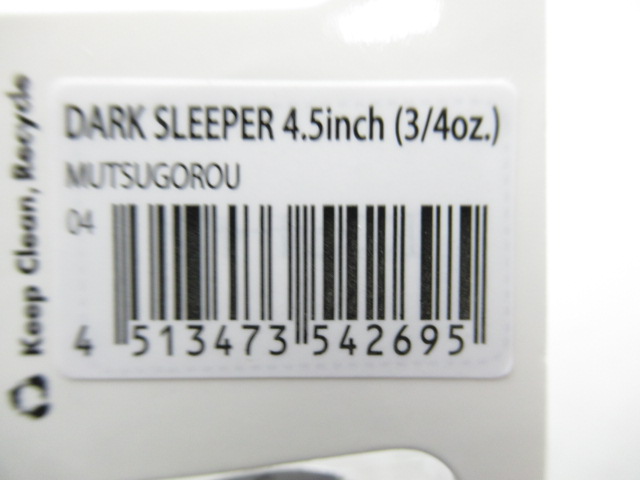 DARK SLEEPER 4.5inch (3/4oz.)
MUTSUGOROU
04
4 513473 542695
Keep Clean, Recycle